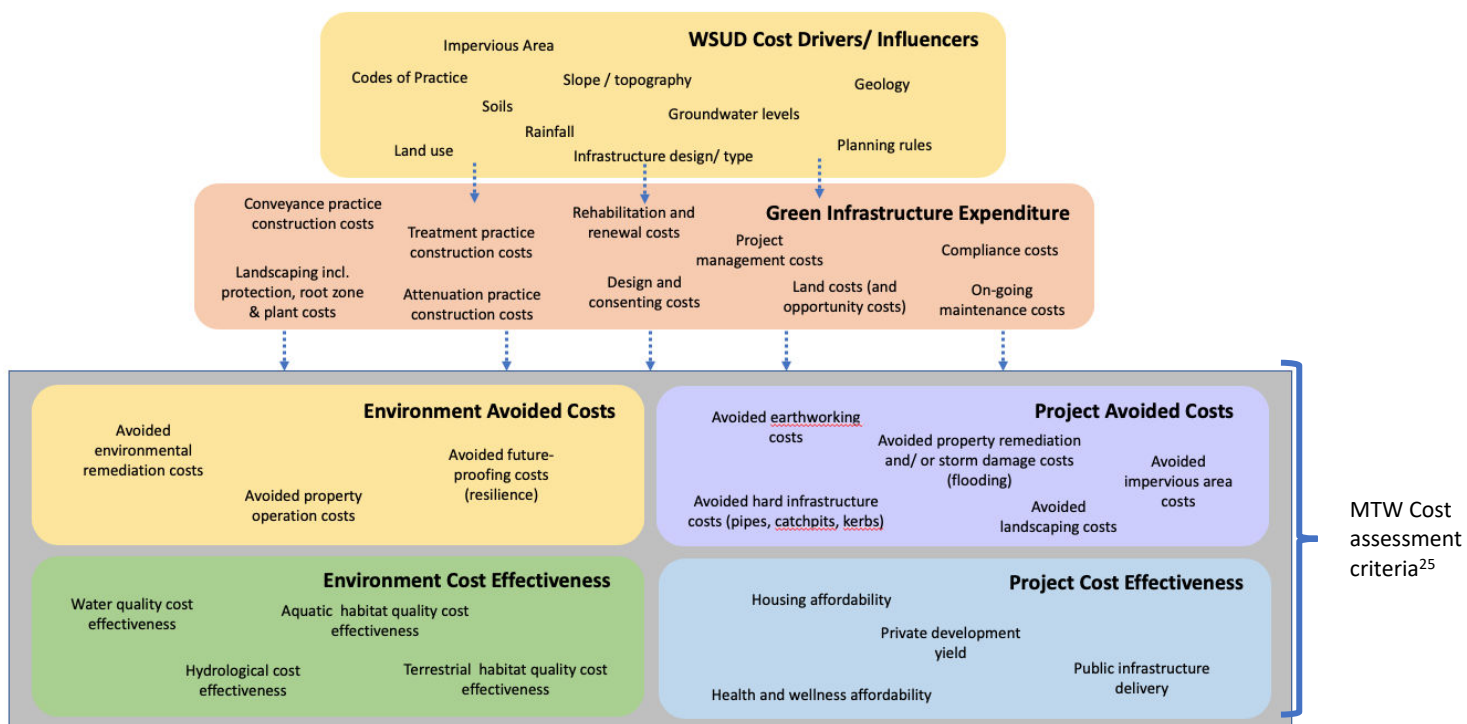 WSUD Cost Drivers/ Influencers
Impervious Area
Codes of Practice
Slope / topography
Geology
Soils
Groundwater levels
Rainfall
Land use
Infrastructure design/ type
Planning rules
Green Infrastructure Expenditure
Conveyance practice
construction costs
Treatment practice
construction costs
Rehabilitation and
renewal costs
Project
management costs
Compliance costs
Landscaping incl.
protection, root zone
& plant costs
Attenuation practice
construction costs
Design and
consenting costs
Land costs (and
opportunity costs)
On-going
maintenance costs
Environment Avoided Costs
Avoided
environmental
remediation costs
Avoided future-
proofing costs
(resilience)
Avoided property
operation costs
Project Avoided Costs
Avoided earthworking
costs
Avoided property remediation
and/ or storm damage costs
(flooding)
Avoided
impervious area
costs
Avoided hard infrastructure
costs (pipes, catchpits, kerbs)
Avoided
landscaping costs
Environment Cost Effectiveness
Water quality cost
effectiveness
Aquatic habitat quality cost
effectiveness
Hydrological cost
effectiveness
Terrestrial habitat quality cost
effectiveness
Project Cost Effectiveness
Housing affordability
Private development
yield
Public infrastructure
delivery
Health and wellness affordability
MTW Cost
assessment
criteria25